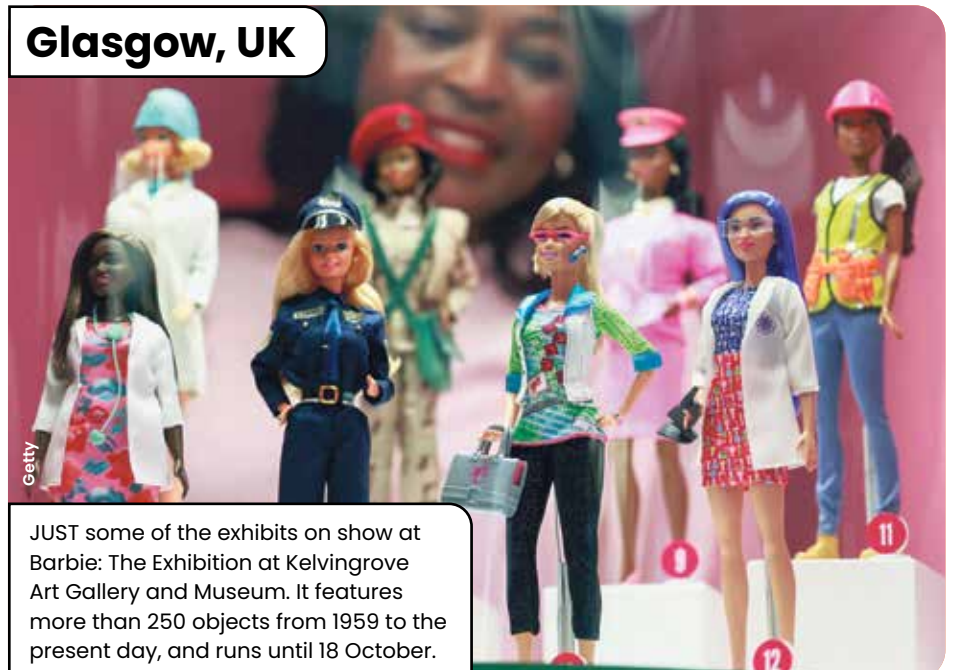 Glasgow, UK
Getty
JUST some of the exhibits on show at
Barbie: The Exhibition at Kelvingrove
Art Gallery and Museum. It features
more than 250 objects from 1959 to the
present day, and runs until 18 October.
9
11
12